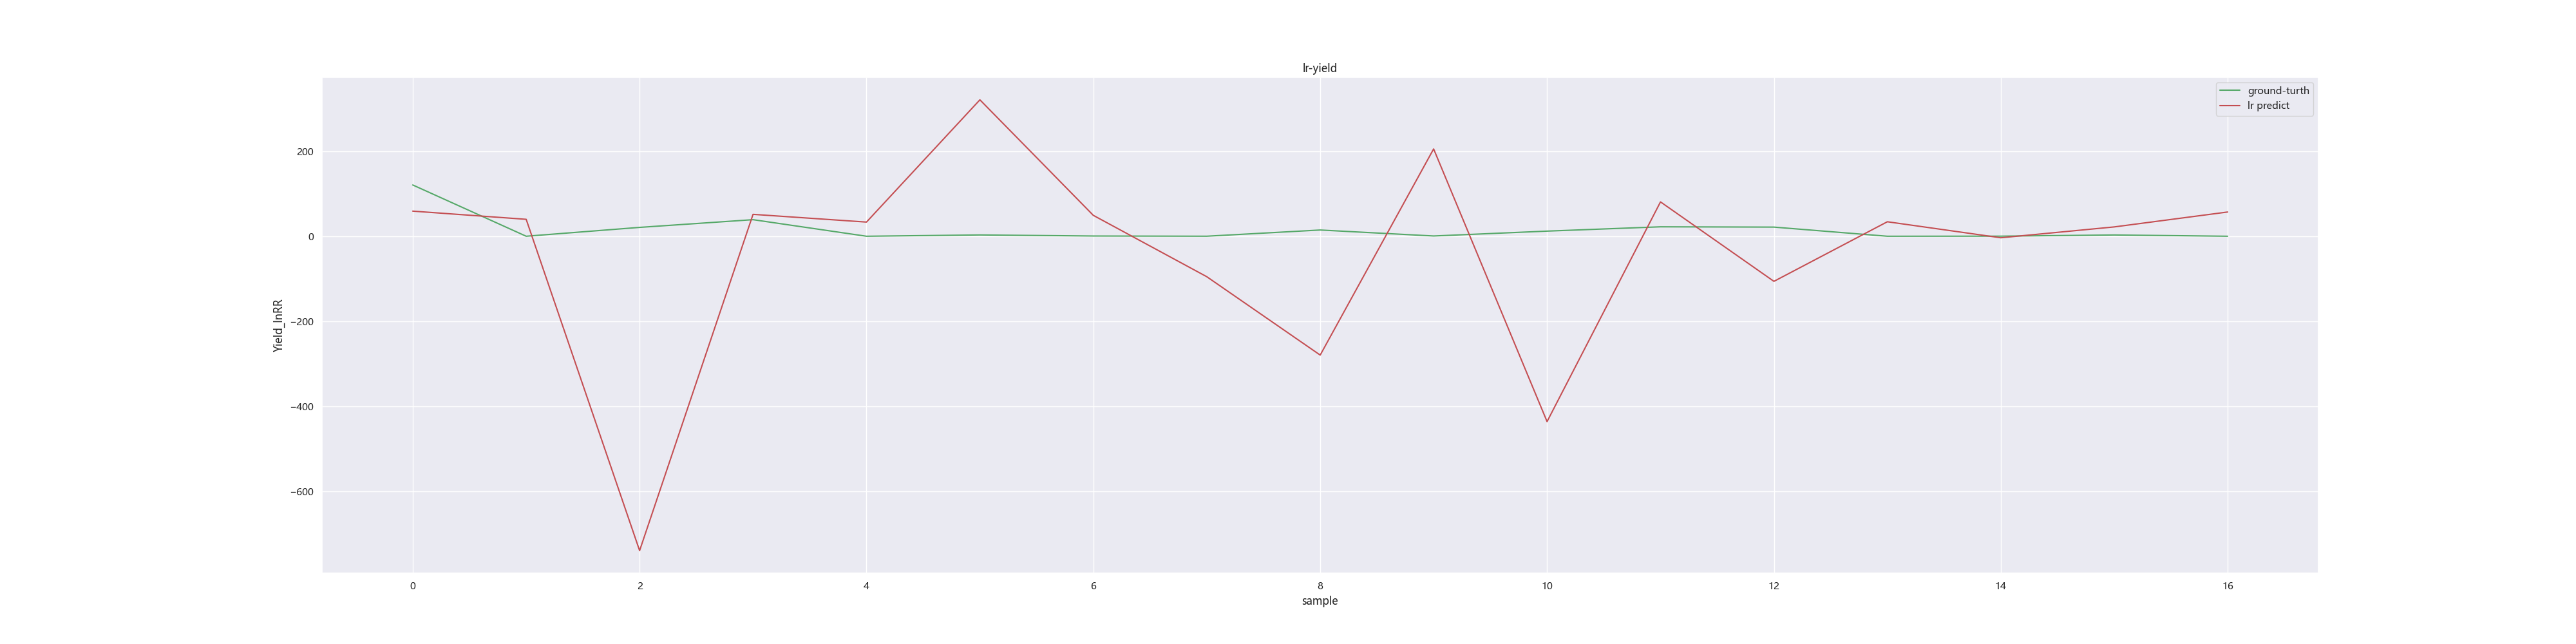 lr-yield
ground-turth
lr predict
200
0
−200
−400
−600
Yield_lnRR
0 2 4 6 8 10 12 14 16
sample